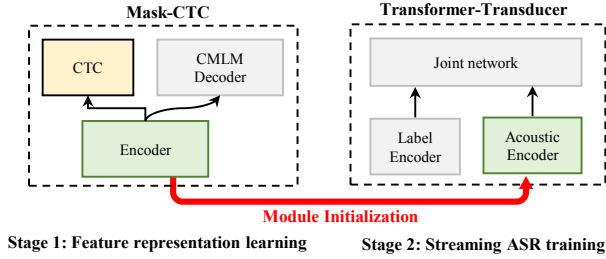 Mask-CTC
CTC
CMLM
Decoder
Encoder
Transformer-Transducer
Joint network
Label
Encoder
Acoustic
Encoder
Module Initialization
Stage 1: Feature representation learning
Stage 2: Streaming ASR training